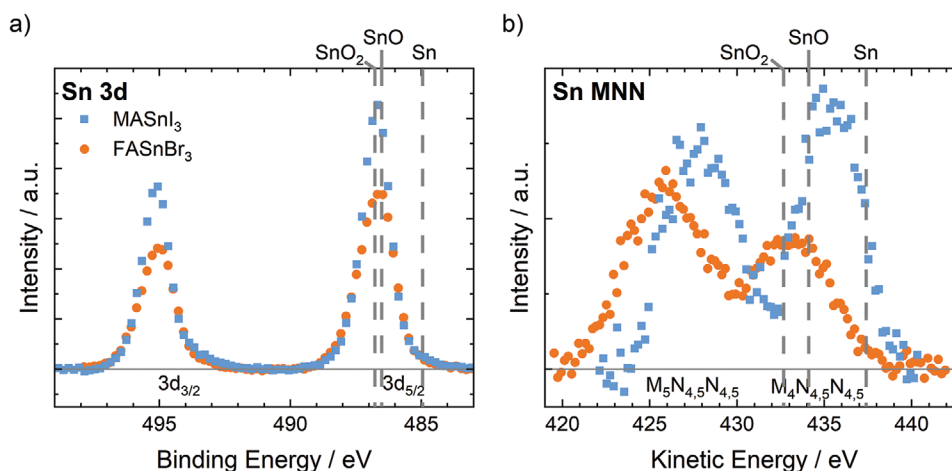 a)
SnO₂
SnO
Sn
Sn 3d
MASnI₃
FASnBr₃
Intensity / a.u.
3d₃/₂
3d₅/₂
495
490
485
Binding Energy / eV
b)
SnO₂
SnO
Sn
Sn MNN
Intensity / a.u.
M₅N₄,₅N₄,₅
M₄N₄,₅N₄,₅
420
425
430
435
440
Kinetic Energy / eV